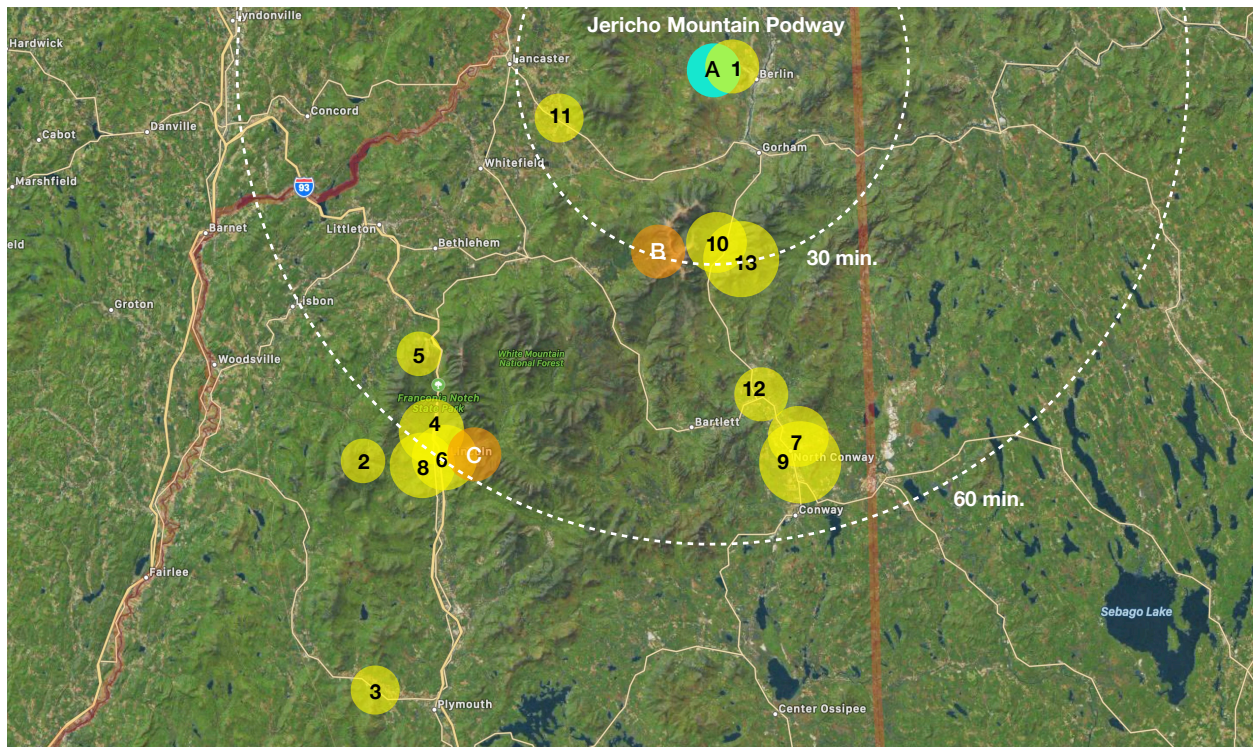 Lyndonville
Jericho Mountain Podway
Hardwick
Lancaster
A
1
Berlin
11
Concord
Danville
Cabot
Gorham
Whitefield
Marshfield
93
Barnet
Littleton
eld
Bethlehem
B
10
13
30 min.
Groton
Lisbon
5
White Mountain
National Forest
Woodsville
Franconia Notch
State Park
12
4
Bartlett
7
2
8
6
C
9
North Conway
60 min.
Conway
Fairlee
Sebago Lake
3
Plymouth
Center Ossipee